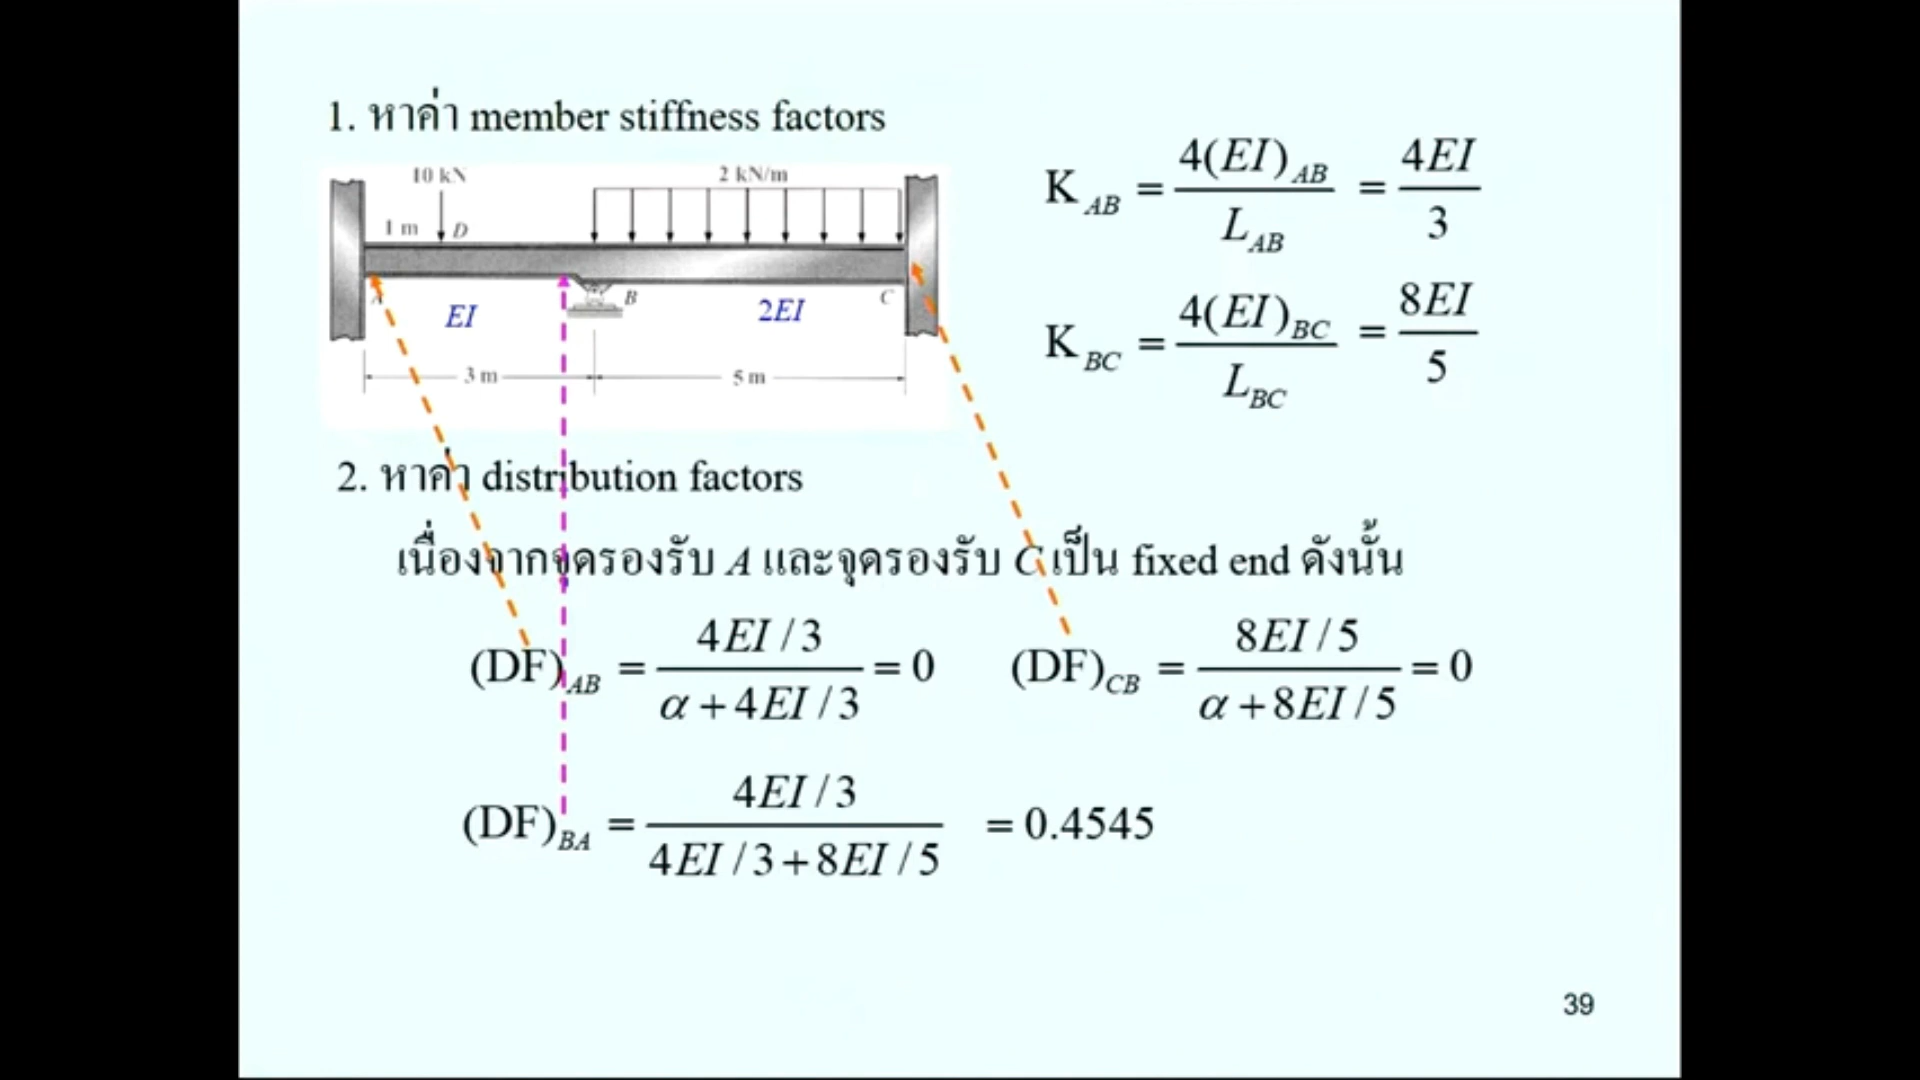 1. หาค่า member stiffness factors
10 kN
2 kN/m
1 m D
A
B
C
EI
2EI
3 m
5 m
K_AB = 4(EI)_AB / L_AB = 4EI / 3
K_BC = 4(EI)_BC / L_BC = 8EI / 5
2. หาค่า distribution factors
เนื่องจากจุดรองรับ A และจุดรองรับ C เป็น fixed end ดังนั้น
(DF)_AB = (4EI/3) / (α+4EI/3) = 0
(DF)_CB = (8EI/5) / (α+8EI/5) = 0
(DF)_BA = (4EI/3) / (4EI/3+8EI/5) = 0.4545
39